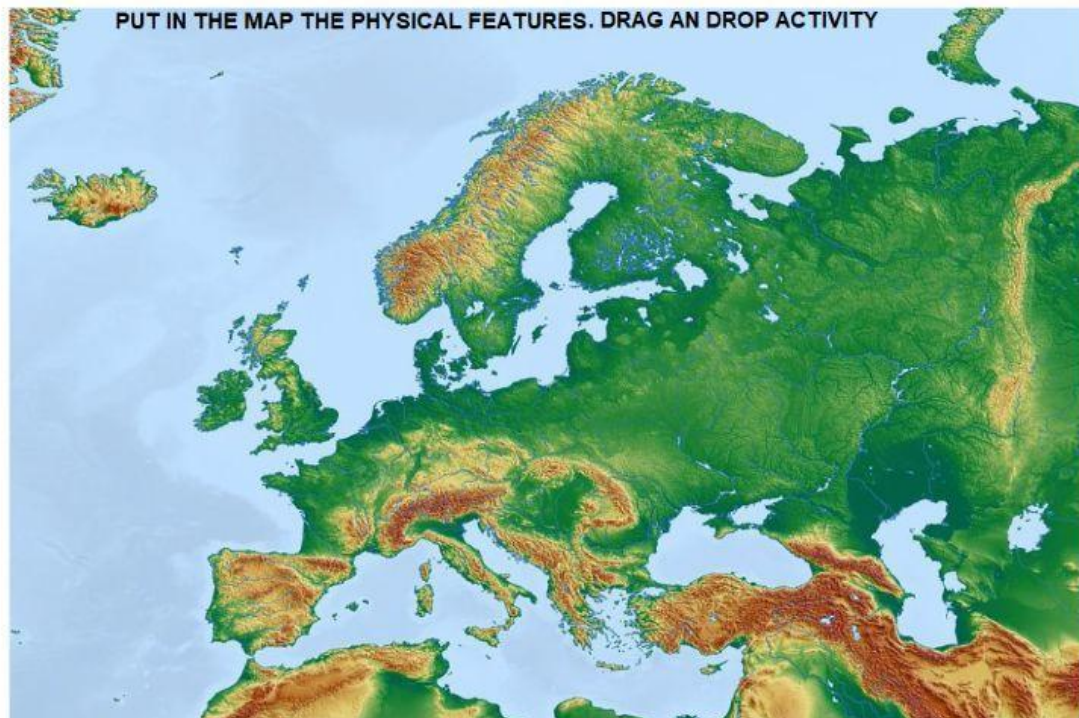 PUT IN THE MAP THE PHYSICAL FEATURES. DRAG AN DROP ACTIVITY